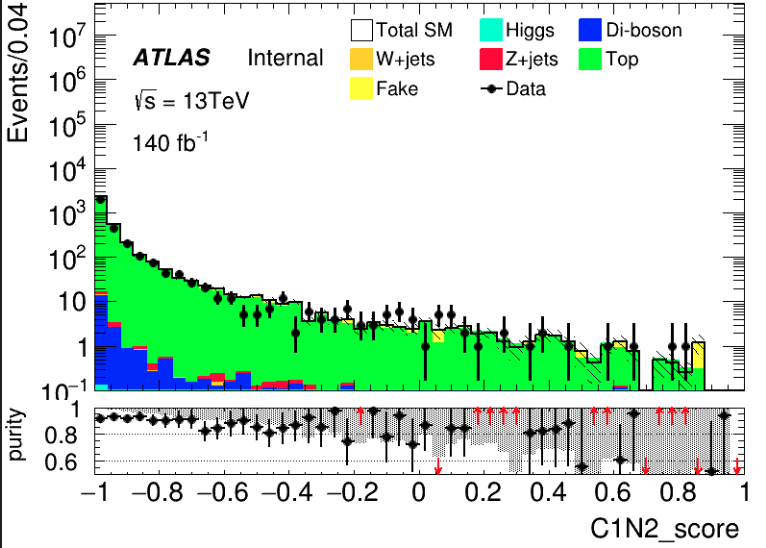 Events/0.04
10^7
10^6
10^5
10^4
10^3
10^2
10
1
10^-1
ATLAS Internal
√s = 13TeV
140 fb^-1
Total SM Higgs Di-boson
W+jets Z+jets Top
Fake Data
purity
1
0.8
0.6
−1 −0.8 −0.6 −0.4 −0.2 0 0.2 0.4 0.6 0.8 1
C1N2_score